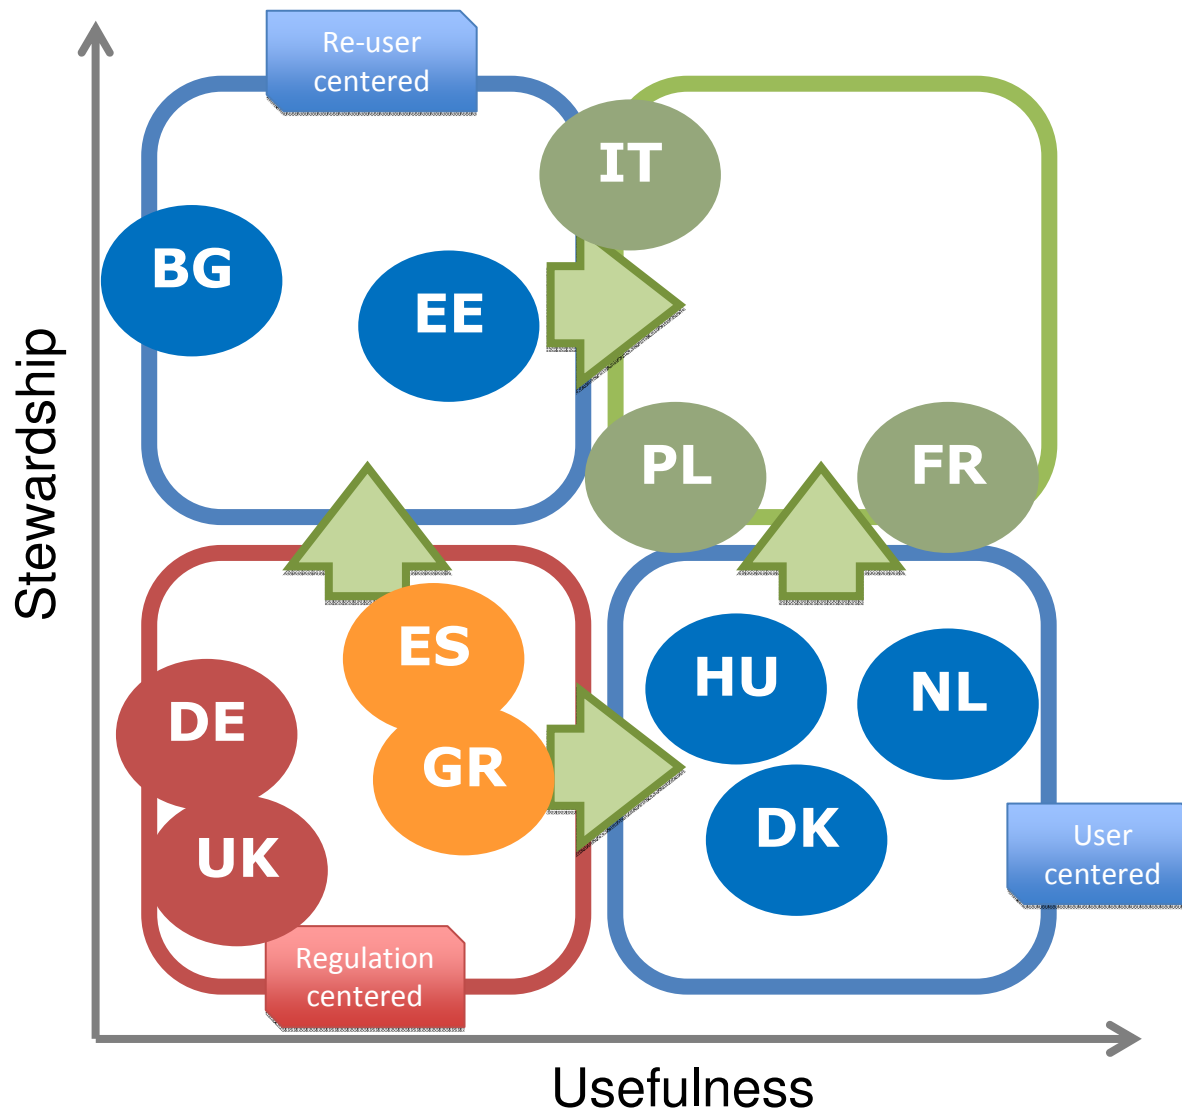 Re-user
centered
IT
BG
EE
Stewardship
PL
FR
ES
HU
NL
DE
GR
DK
UK
User
centered
Regulation
centered
Usefulness